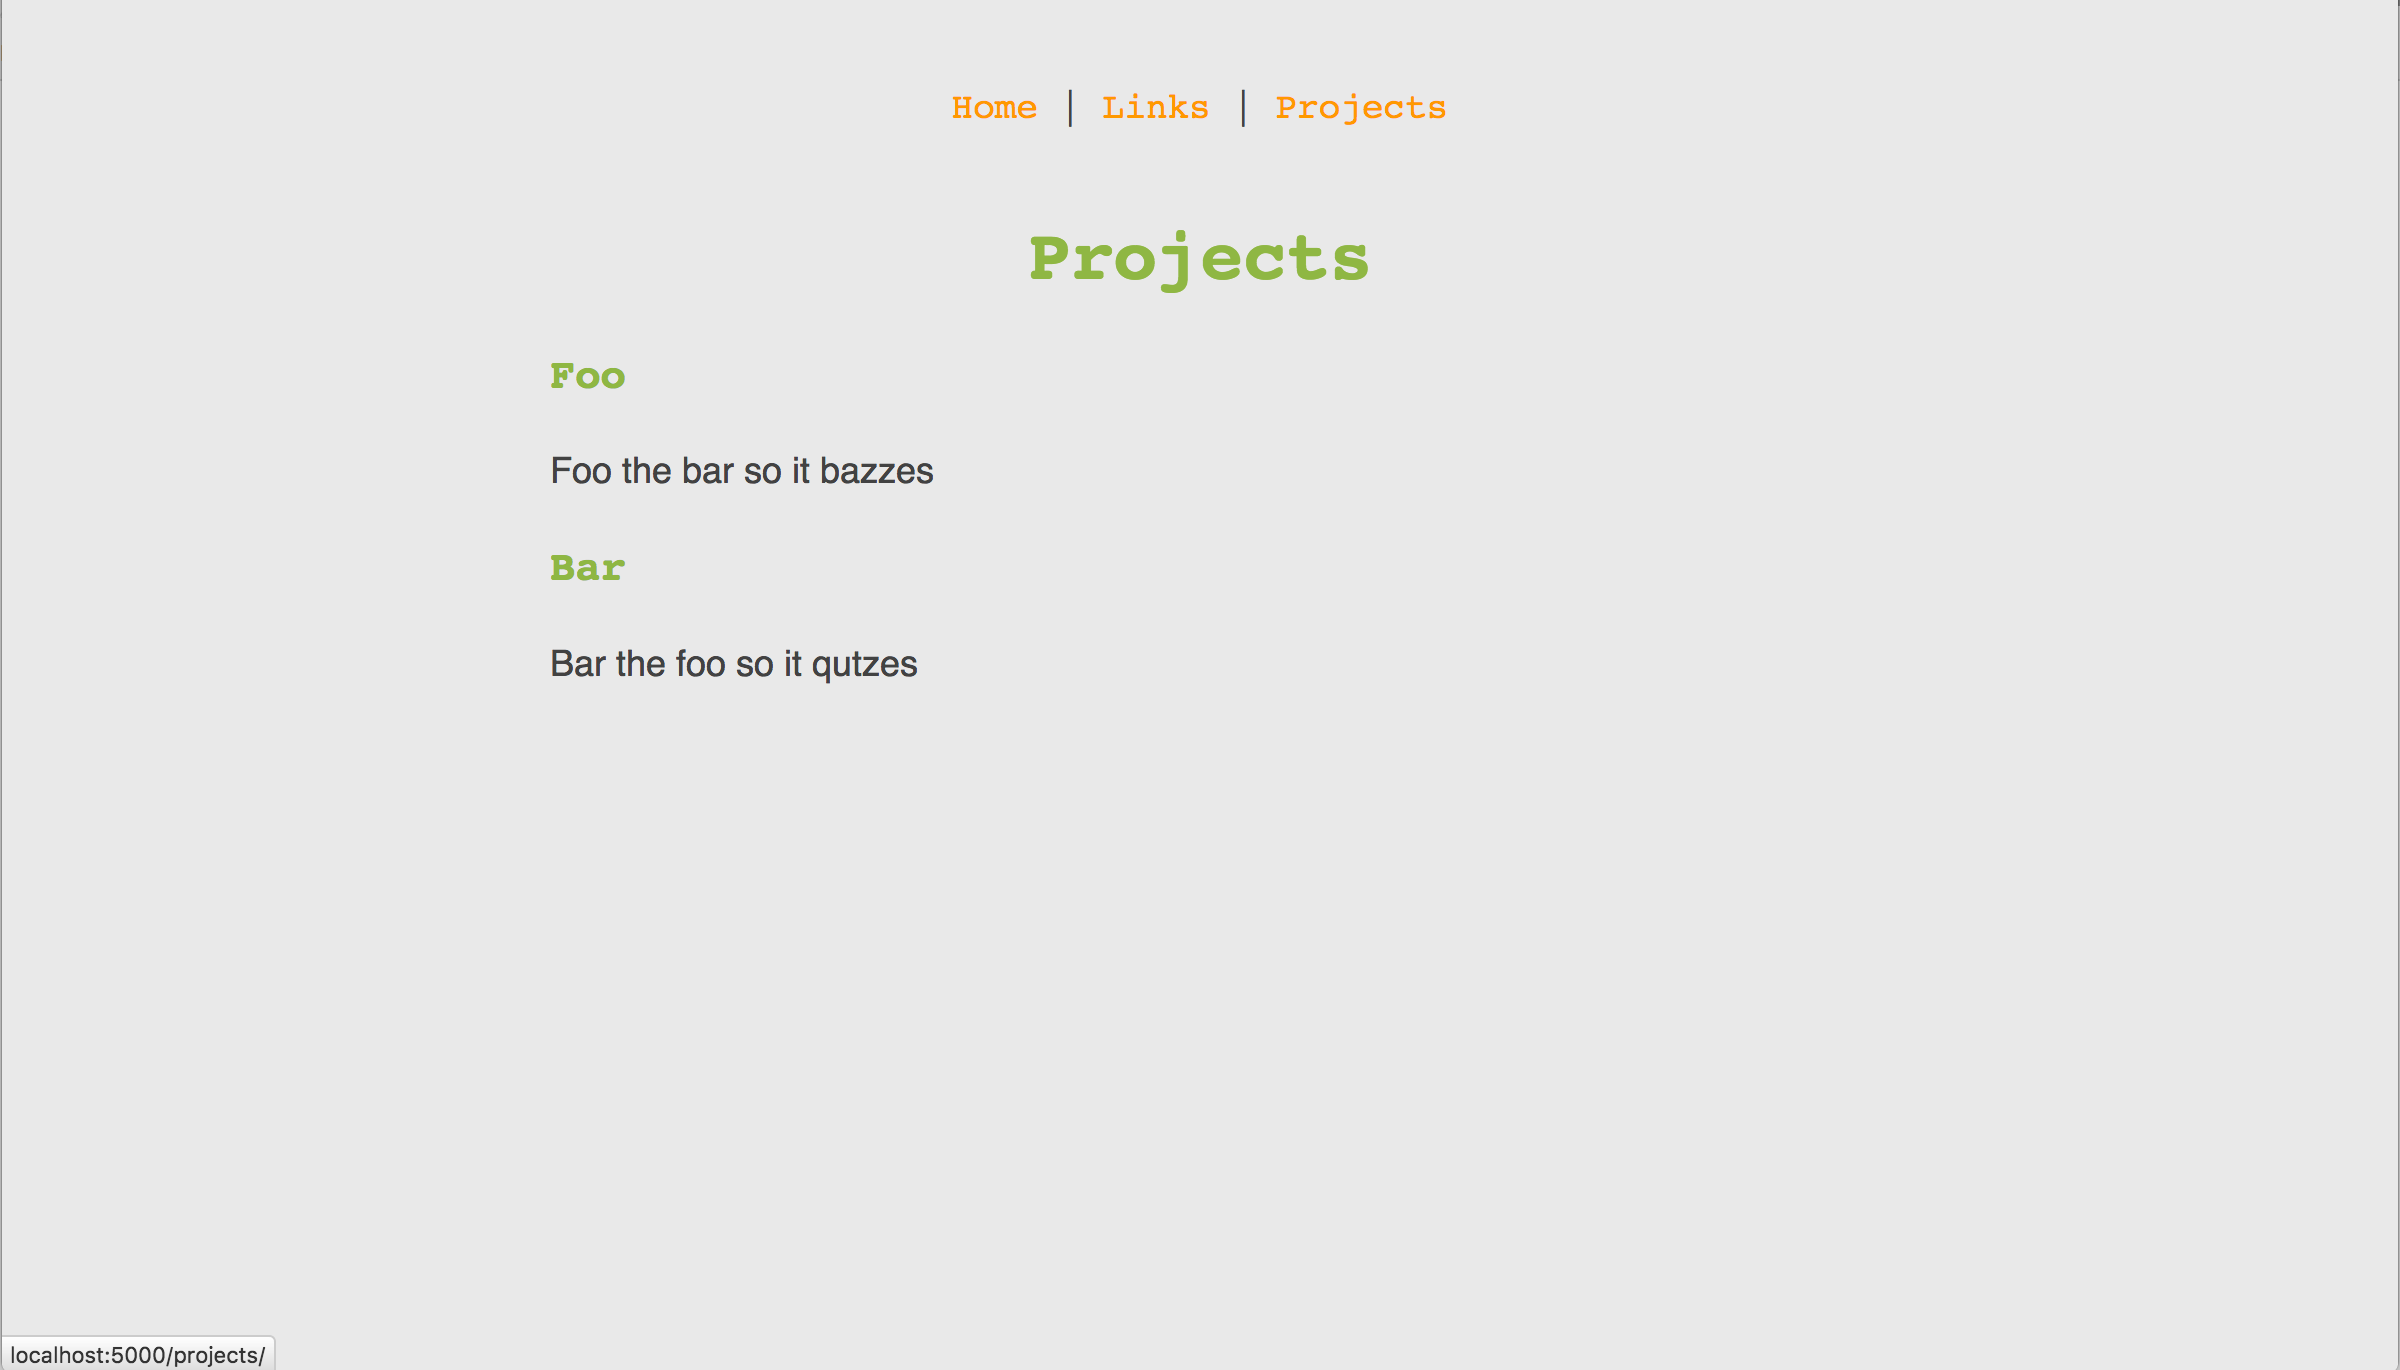 Home | Links | Projects
Projects
Foo
Foo the bar so it bazzes
Bar
Bar the foo so it qutzes
localhost:5000/projects/